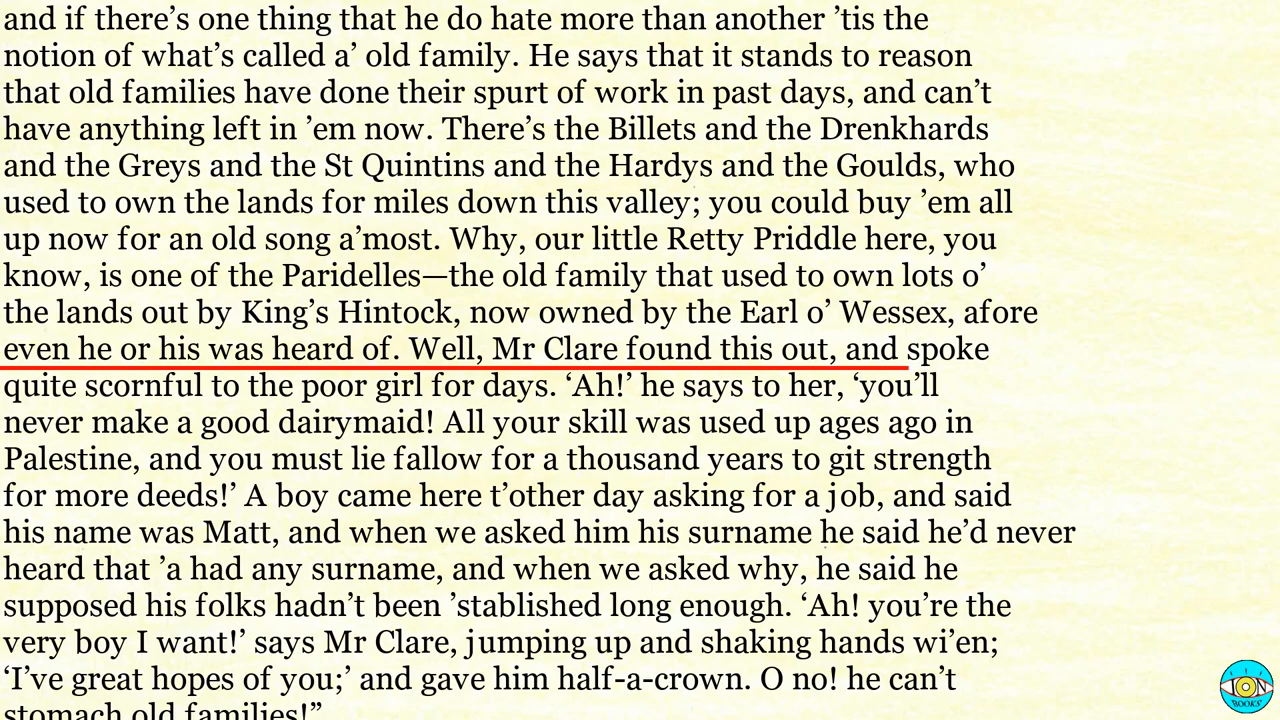 and if there’s one thing that he do hate more than another ’tis the
notion of what’s called a’ old family. He says that it stands to reason
that old families have done their spurt of work in past days, and can’t
have anything left in ’em now. There’s the Billets and the Drenkhards
and the Greys and the St Quintins and the Hardys and the Goulds, who
used to own the lands for miles down this valley; you could buy ’em all
up now for an old song a’most. Why, our little Retty Priddle here, you
know, is one of the Paridelles—the old family that used to own lots o’
the lands out by King’s Hintock, now owned by the Earl o’ Wessex, afore
even he or his was heard of. Well, Mr Clare found this out, and spoke
quite scornful to the poor girl for days. ‘Ah!’ he says to her, ‘you’ll
never make a good dairymaid! All your skill was used up ages ago in
Palestine, and you must lie fallow for a thousand years to git strength
for more deeds!’ A boy came here t’other day asking for a job, and said
his name was Matt, and when we asked him his surname he said he’d never
heard that ’a had any surname, and when we asked why, he said he
supposed his folks hadn’t been ’stablished long enough. ‘Ah! you’re the
very boy I want!’ says Mr Clare, jumping up and shaking hands wi’en;
‘I’ve great hopes of you;’ and gave him half-a-crown. O no! he can’t
stomach old families!”
ION
BOOKS